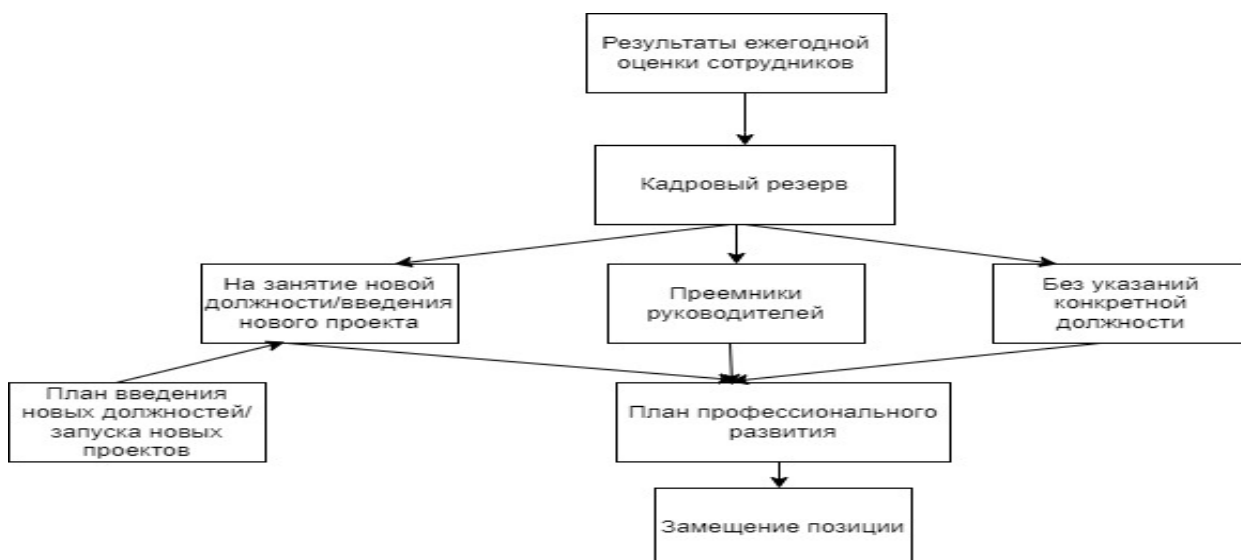 Результаты ежегодной
оценки сотрудников
Кадровый резерв
На занятие новой
должности/введения
нового проекта
Преемники
руководителей
Без указаний
конкретной
должности
План введения
новых должностей/
запуска новых
проектов
План профессионального
развития
Замещение позиции